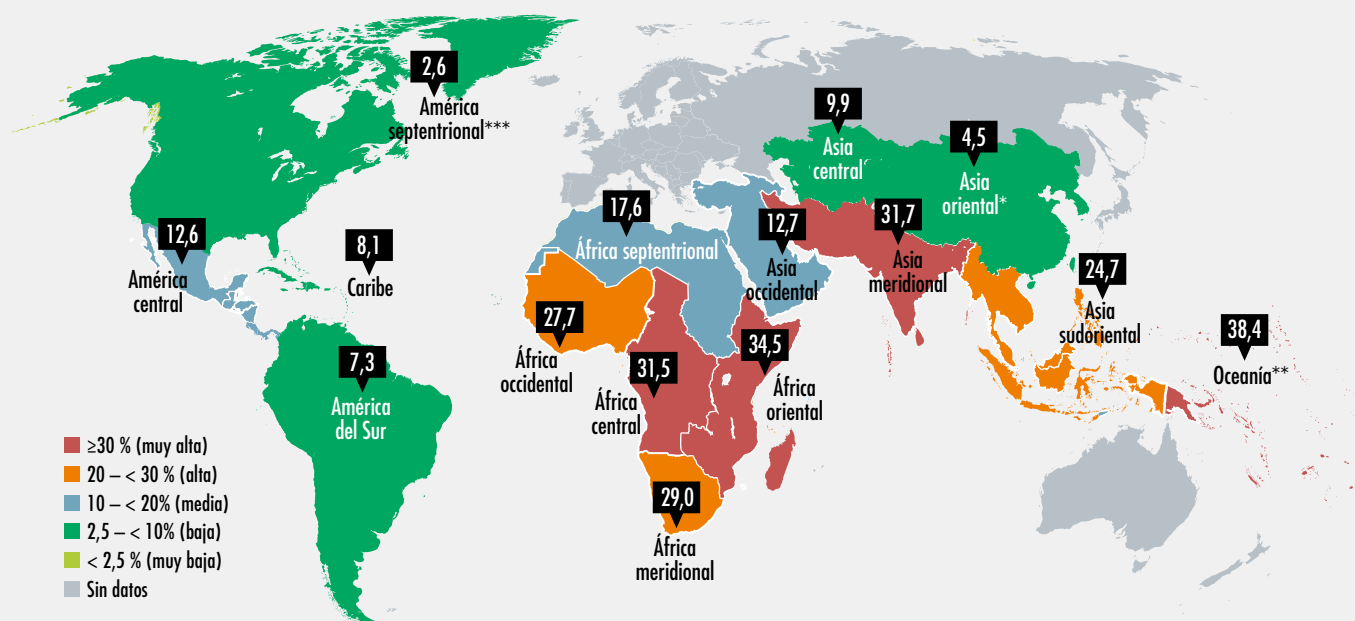 2,6
América
septentrional***
9,9
Asia
central
4,5
Asia
oriental*
12,6
América
central
8,1
Caribe
17,6
África septentrional
12,7
Asia
occidental
31,7
Asia
meridional
24,7
Asia
sudoriental
38,4
Oceanía**
27,7
África
occidental
31,5
África
central
34,5
África
oriental
7,3
América
del Sur
29,0
África
meridional
≥30 % (muy alta)
20 – < 30 % (alta)
10 – < 20% (media)
2,5 – < 10% (baja)
< 2,5 % (muy baja)
Sin datos